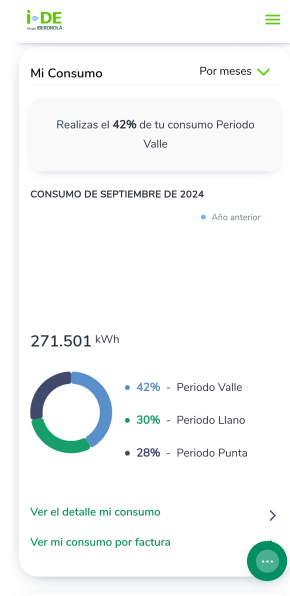 i-DE
Grupo IBERDROLA
Mi Consumo
Por meses
Realizas el 42% de tu consumo Periodo
Valle
CONSUMO DE SEPTIEMBRE DE 2024
Año anterior
271.501 kWh
42% - Periodo Valle
30% - Periodo Llano
28% - Periodo Punta
Ver el detalle mi consumo
Ver mi consumo por factura